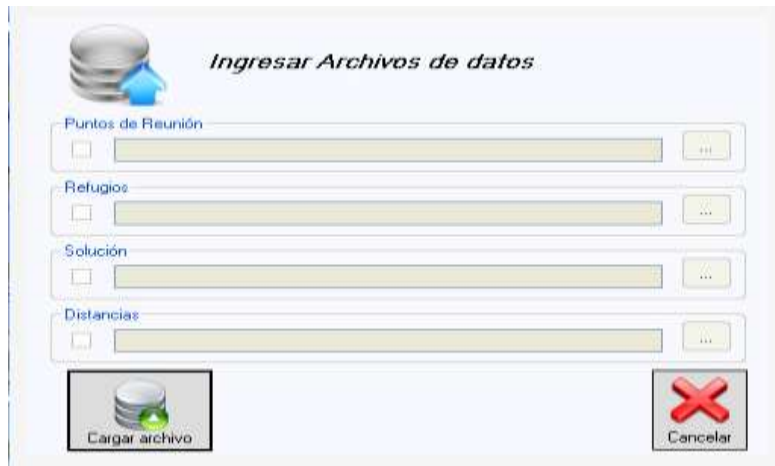 Ingresar Archivos de datos
Puntos de Reunión
...
Refugios
...
Solución
...
Distancias
...
Cargar archivo
Cancelar